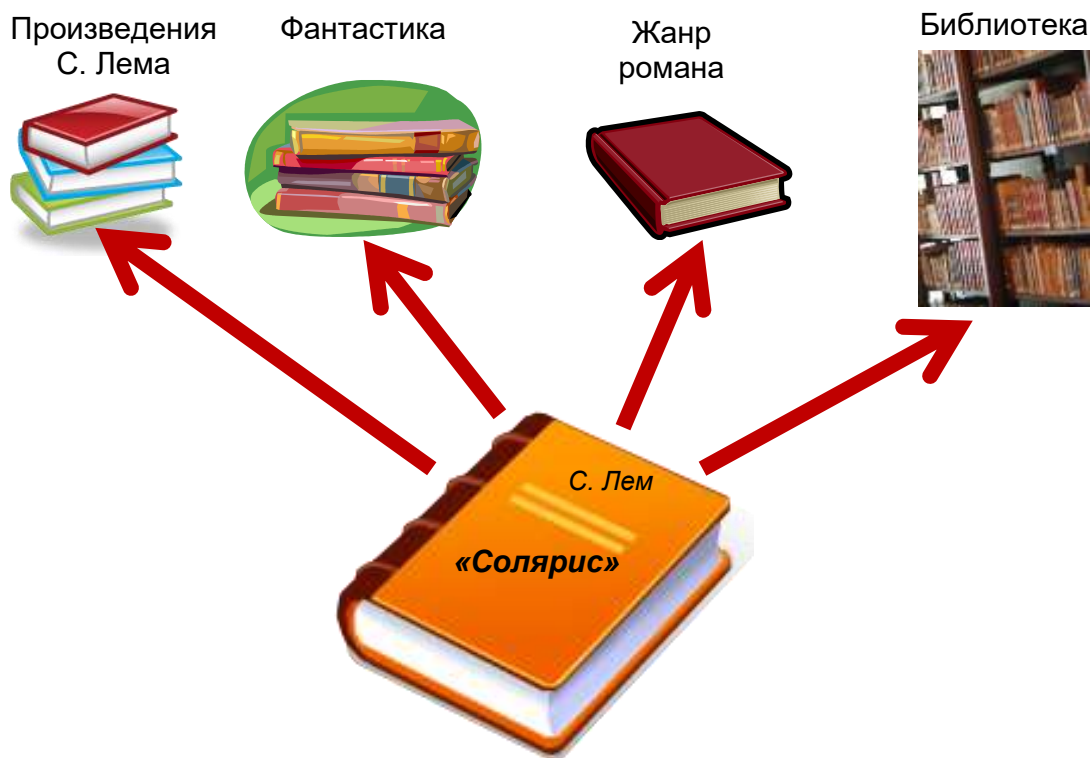 Произведения
С. Лема
Фантастика
Жанр
романа
Библиотека
С. Лем
«Солярис»